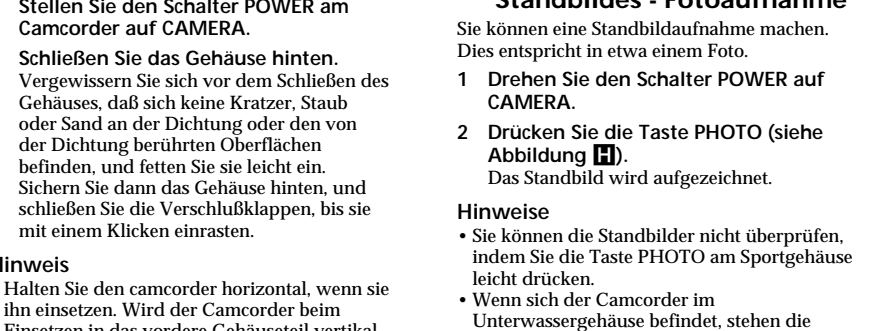 Stellen Sie den Schalter POWER am
Camcorder auf CAMERA.
Schließen Sie das Gehäuse hinten.
Vergewissern Sie sich vor dem Schließen des
Gehäuses, daß sich keine Kratzer, Staub
oder Sand an der Dichtung oder den von
der Dichtung berührten Oberflächen
befinden, und fetten Sie sie leicht ein.
Sichern Sie dann das Gehäuse hinten, und
schließen Sie die Verschlußklappen, bis sie
mit einem Klicken einrasten.
linweis
Halten Sie den camcorder horizontal, wenn sie
ihn einsetzen. Wird der Camcorder beim
Einsetzen in das vordere Gehäuseteil vertikal
Standbildes - Fotoaufnahme
Sie können eine Standbildaufnahme machen.
Dies entspricht in etwa einem Foto.
1 Drehen Sie den Schalter POWER auf
CAMERA.
2 Drücken Sie die Taste PHOTO (siehe
Abbildung H).
Das Standbild wird aufgezeichnet.
Hinweise
• Sie können die Standbilder nicht überprüfen,
indem Sie die Taste PHOTO am Sportgehäuse
leicht drücken.
• Wenn sich der Camcorder im
Unterwassergehäuse befindet, stehen die